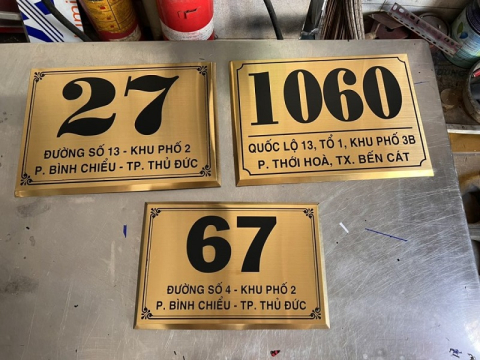 27
ĐƯỜNG SỐ 13 - KHU PHỐ 2
P. BÌNH CHIỂU - TP. THỦ ĐỨC
1060
QUỐC LỘ 13, TỔ 1, KHU PHỐ 3B
P. THỚI HOÀ, TX. BẾN CÁT
67
ĐƯỜNG SỐ 4 - KHU PHỐ 2
P. BÌNH CHIỂU - TP. THỦ ĐỨC